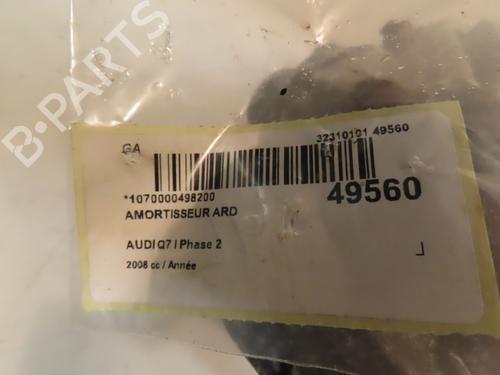 B-PARTS
GA
32310101 49560
*1070000498200
49560
AMORTISSEUR ARD
AUDI Q7 I Phase 2
2008 cc / Année